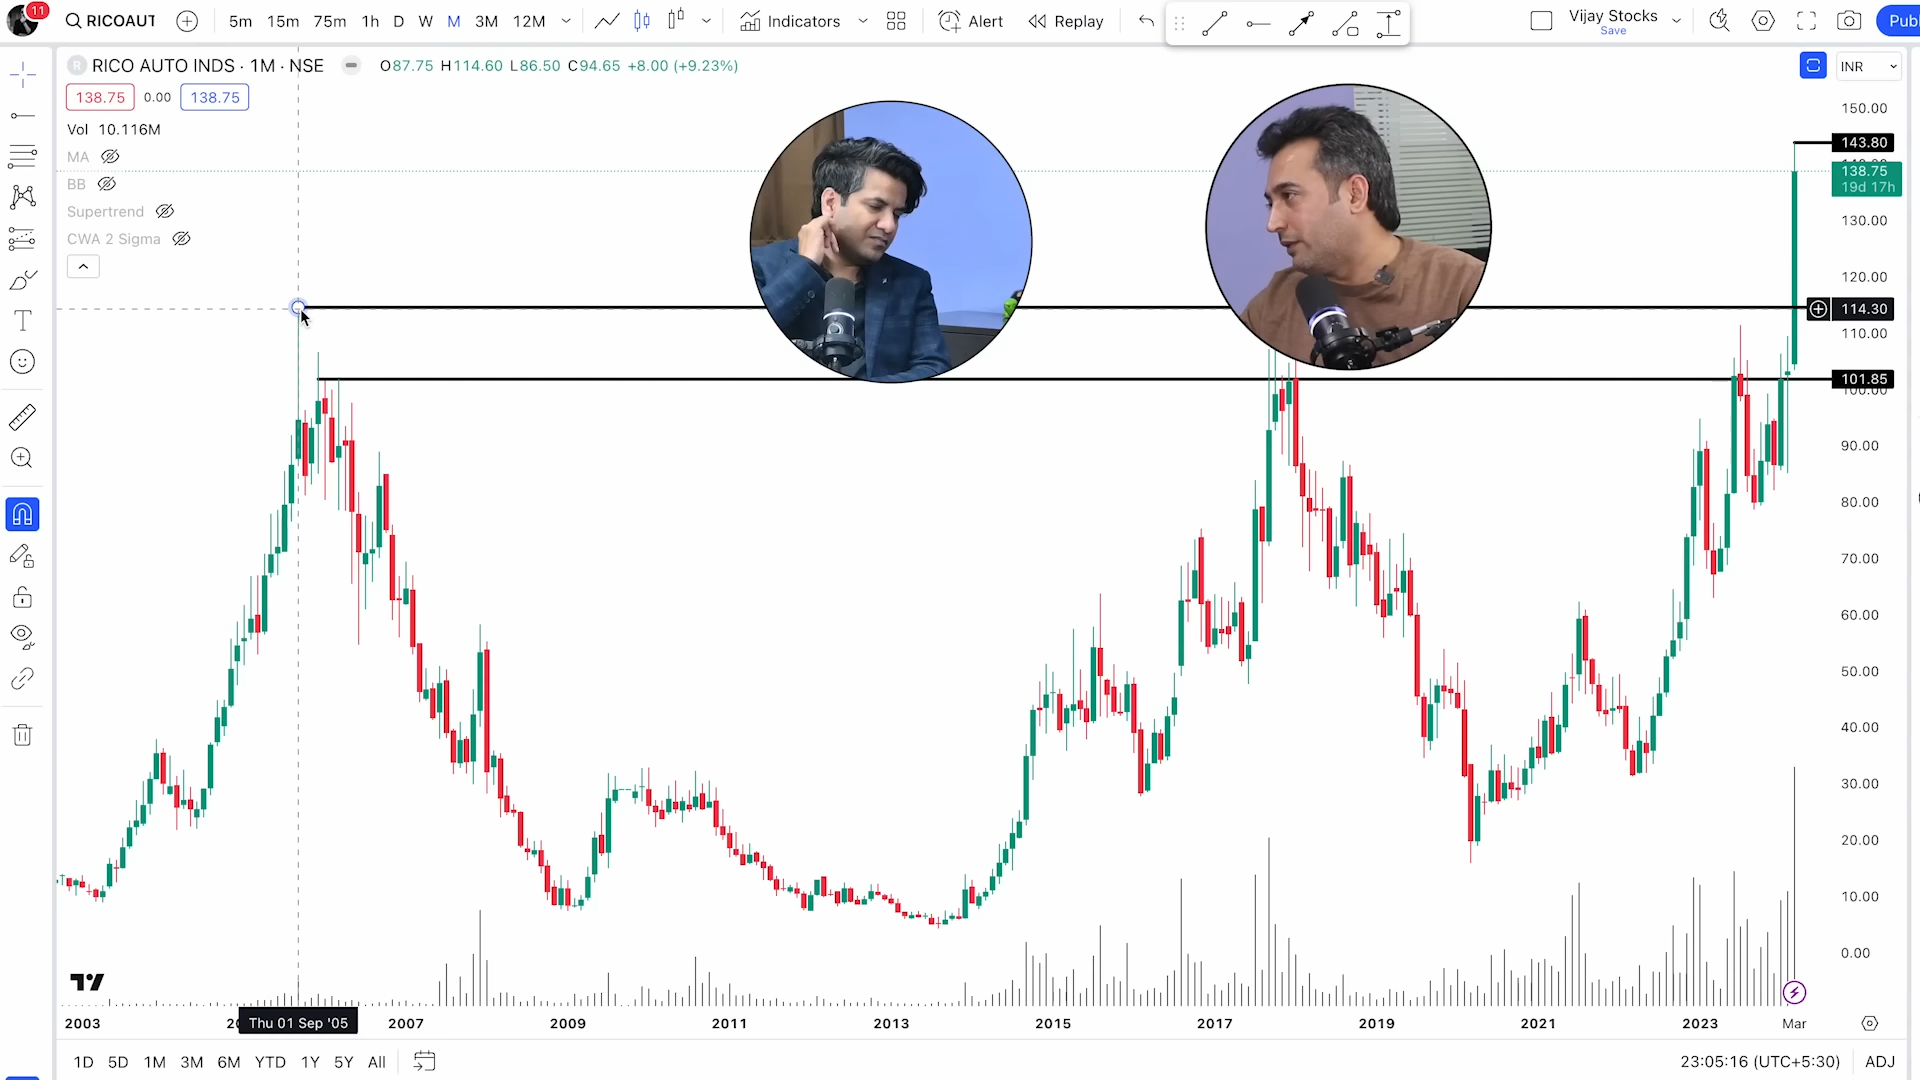 11
RICOAUT
5m 15m 75m 1h D W M 3M 12M
Indicators
Alert
Replay
Vijay Stocks
Save
Publ
R RICO AUTO INDS · 1M · NSE
O87.75 H114.60 L86.50 C94.65 +8.00 (+9.23%)
INR
138.75 0.00 138.75
Vol 10.116M
MA
BB
Supertrend
CWA 2 Sigma
150.00
143.80
138.75
19d 17h
130.00
120.00
114.30
110.00
101.85
100.00
90.00
80.00
70.00
60.00
50.00
40.00
30.00
20.00
10.00
0.00
2003
Thu 01 Sep '05
2007
2009
2011
2013
2015
2017
2019
2021
2023
Mar
1D 5D 1M 3M 6M YTD 1Y 5Y All
23:05:16 (UTC+5:30)
ADJ